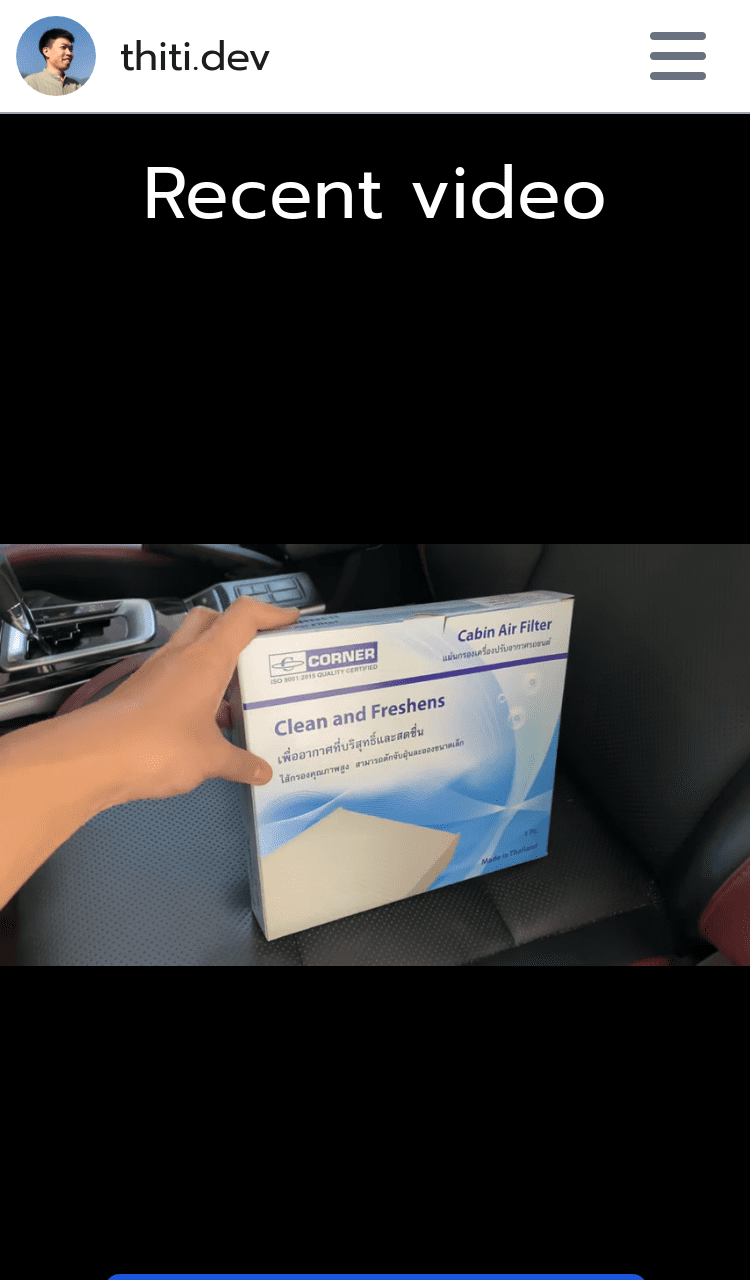 thiti.dev
Recent video
CORNER
ISO 9001:2015 QUALITY CERTIFIED
Cabin Air Filter
แผ่นกรองเครื่องปรับอากาศรถยนต์
Clean and Freshens
เพื่ออากาศที่บริสุทธิ์และสดชื่น
ไส้กรองคุณภาพสูง สามารถดักจับฝุ่นละอองขนาดเล็ก
Made in Thailand